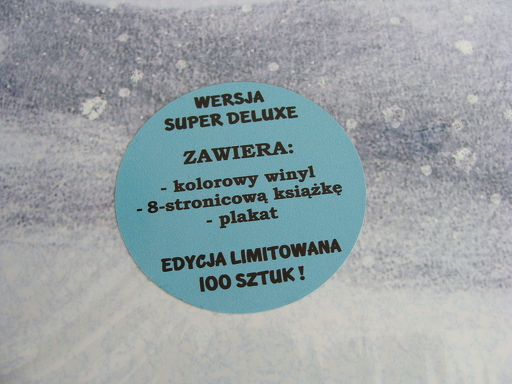 WERSJA
SUPER DELUXE
ZAWIERA:
- kolorowy winyl
- 8-stronicową książkę
- plakat
EDYCJA LIMITOWANA
100 SZTUK!